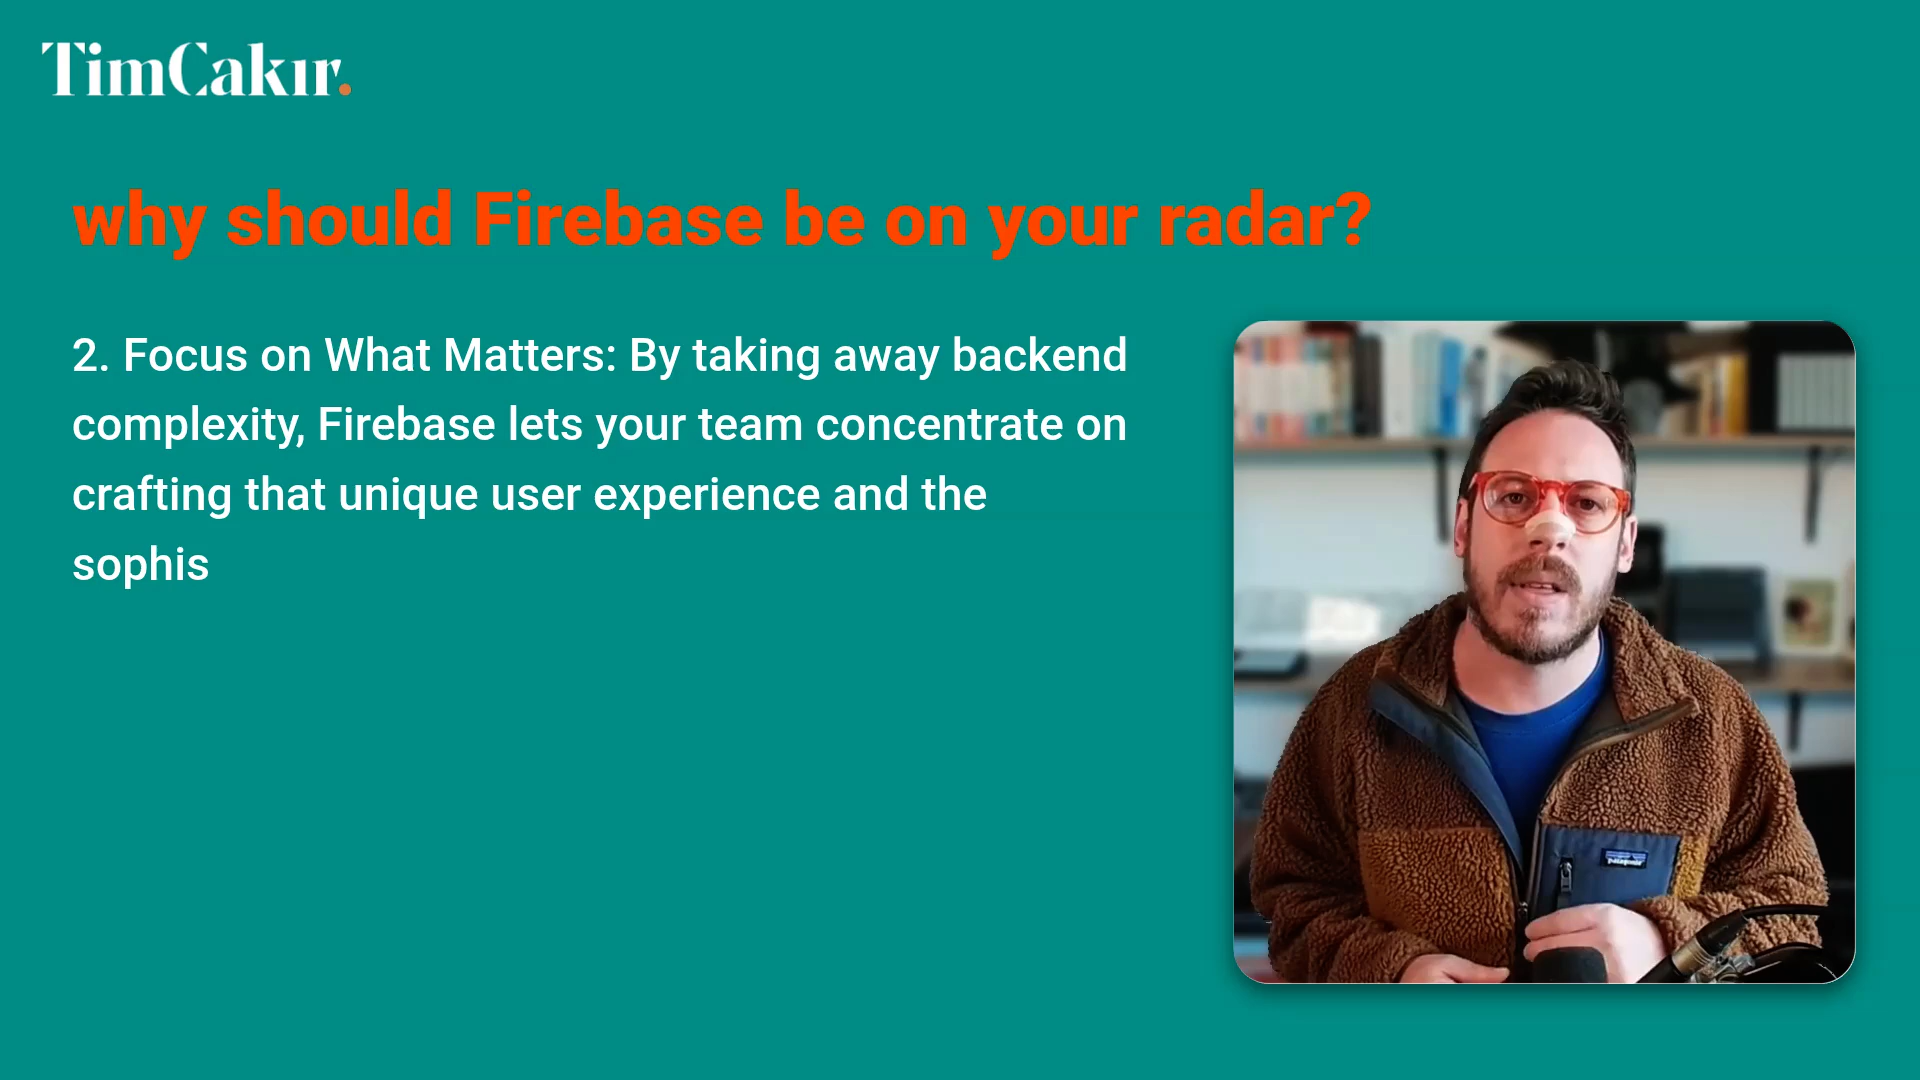 TimCakır.
why should Firebase be on your radar?
2. Focus on What Matters: By taking away backend
complexity, Firebase lets your team concentrate on
crafting that unique user experience and the
sophis
patagonia